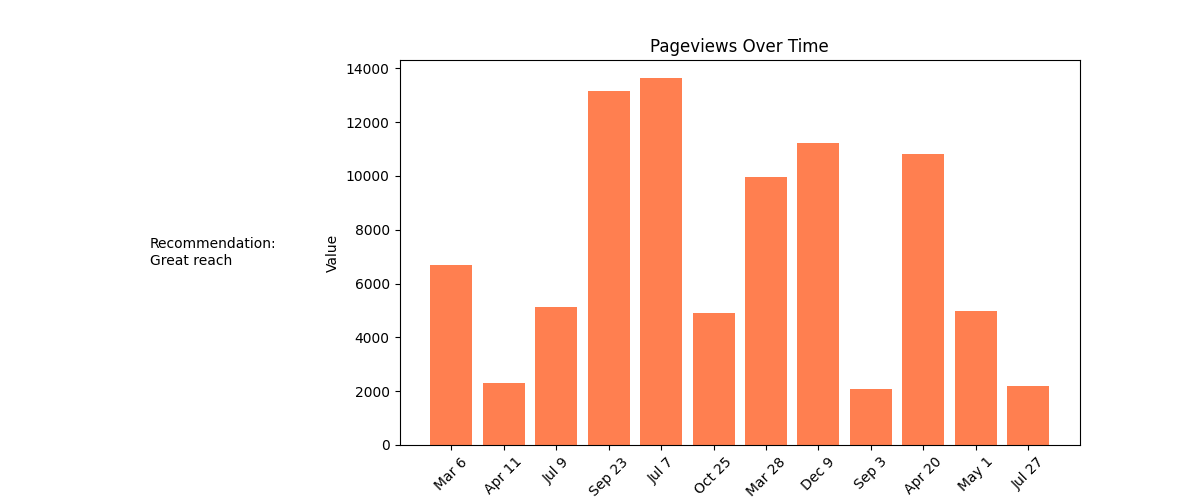 Pageviews Over Time
Recommendation:
Great reach
Value
14000
12000
10000
8000
6000
4000
2000
0
Mar 6
Apr 11
Jul 9
Sep 23
Jul 7
Oct 25
Mar 28
Dec 9
Sep 3
Apr 20
May 1
Jul 27